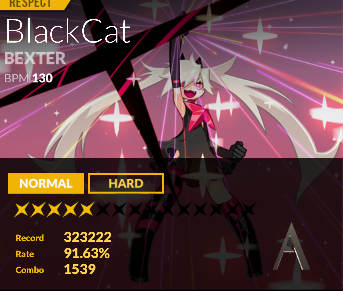 RESPECT
BlackCat
BEXTER
BPM 130
NORMAL HARD
Record 323222
Rate 91.63%
Combo 1539
A